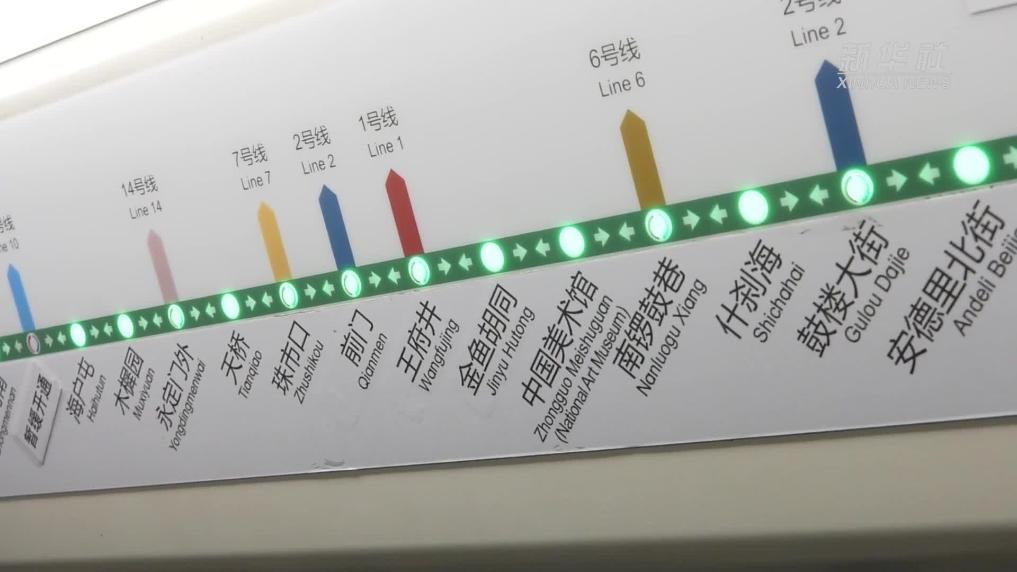 14号线
Line 14
7号线
Line 7
2号线
Line 2
1号线
Line 1
6号线
Line 6
2号线
Line 2
新华社
XINHUA NEWS
暂缓开通
海户屯
Haihutun
木樨园
Muxiyuan
永定门外
Yongdingmenwai
天桥
Tianqiao
珠市口
Zhushikou
前门
Qianmen
王府井
Wangfujing
金鱼胡同
Jinyu Hutong
中国美术馆
Zhongguo Meishuguan
(National Art Museum)
南锣鼓巷
Nanluogu Xiang
什刹海
Shichahai
鼓楼大街
Gulou Dajie
安德里北街
Andeli Beijie